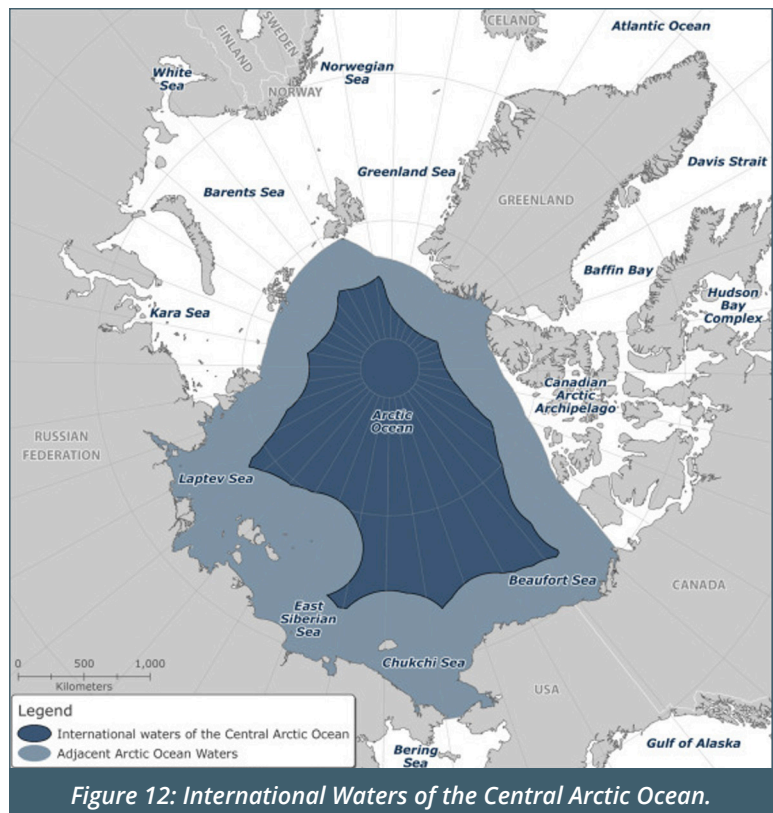 ICELAND
Atlantic Ocean
SWEDEN
FINLAND
Norwegian
Sea
White
Sea
NORWAY
Davis Strait
Greenland Sea
Barents Sea
GREENLAND
Baffin Bay
Hudson
Bay
Complex
Kara Sea
Canadian
Arctic
Archipelago
Arctic
Ocean
RUSSIAN
FEDERATION
Laptev Sea
Beaufort Sea
CANADA
East
Siberian
Sea
Chukchi Sea
0 500 1,000
Kilometers
USA
Legend
International waters of the Central Arctic Ocean
Adjacent Arctic Ocean Waters
Bering
Sea
Gulf of Alaska
Figure 12: International Waters of the Central Arctic Ocean.